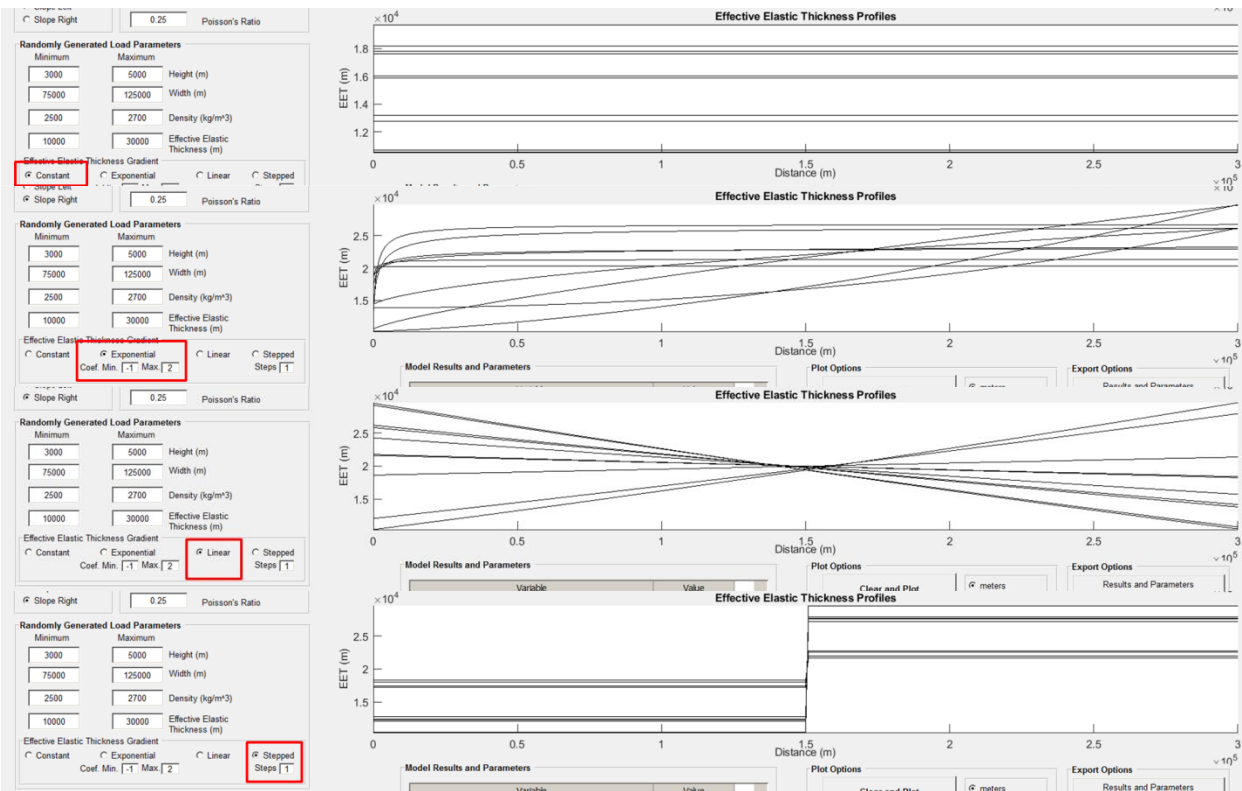 Slope Right 0.25 Poisson's Ratio
Randomly Generated Load Parameters
Minimum Maximum
3000 5000 Height (m)
75000 125000 Width (m)
2500 2700 Density (kg/m^3)
10000 30000 Effective Elastic
Thickness (m)
Effective Elastic Thickness Gradient
Constant Exponential Linear Stepped
Effective Elastic Thickness Profiles
×10^4
1.8
1.6
1.4
1.2
EET (m)
0 0.5 1 1.5 2 2.5 3
Distance (m)
×10^5
Slope Right 0.25 Poisson's Ratio
Randomly Generated Load Parameters
Minimum Maximum
3000 5000 Height (m)
75000 125000 Width (m)
2500 2700 Density (kg/m^3)
10000 30000 Effective Elastic
Thickness (m)
Effective Elastic Thickness Gradient
Constant Exponential Linear Stepped
Coef. Min. -1 Max. 2 Steps 1
Effective Elastic Thickness Profiles
×10^4
2.5
2
1.5
EET (m)
0 0.5 1 1.5 2 2.5 3
Distance (m)
×10^5
Model Results and Parameters Plot Options Export Options
meters Results and Parameters
Slope Right 0.25 Poisson's Ratio
Randomly Generated Load Parameters
Minimum Maximum
3000 5000 Height (m)
75000 125000 Width (m)
2500 2700 Density (kg/m^3)
10000 30000 Effective Elastic
Thickness (m)
Effective Elastic Thickness Gradient
Constant Exponential Linear Stepped
Coef. Min. -1 Max. 2 Steps 1
Effective Elastic Thickness Profiles
×10^4
2.5
2
1.5
EET (m)
0 0.5 1 1.5 2 2.5 3
Distance (m)
×10^5
Model Results and Parameters Plot Options Export Options
Variable Value Clear and Plot meters Results and Parameters
Slope Right 0.25 Poisson's Ratio
Randomly Generated Load Parameters
Minimum Maximum
3000 5000 Height (m)
75000 125000 Width (m)
2500 2700 Density (kg/m^3)
10000 30000 Effective Elastic
Thickness (m)
Effective Elastic Thickness Gradient
Constant Exponential Linear Stepped
Coef. Min. -1 Max. 2 Steps 1
Effective Elastic Thickness Profiles
×10^4
2.5
2
1.5
EET (m)
0 0.5 1 1.5 2 2.5 3
Distance (m)
×10^5
Model Results and Parameters Plot Options Export Options
Variable Value Clear and Plot meters Results and Parameters